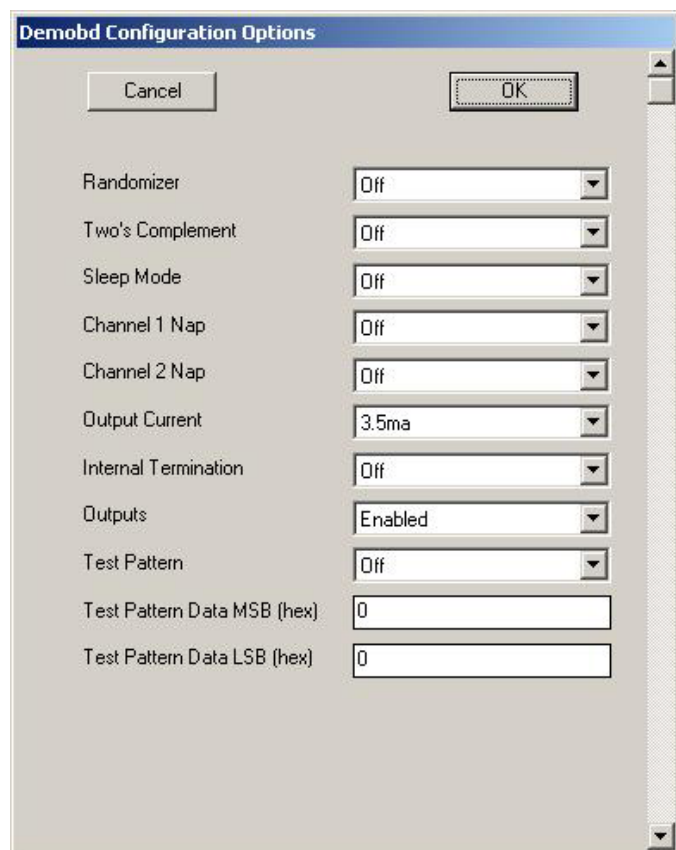 Demobd Configuration Options
Cancel OK
Randomizer Off
Two's Complement Off
Sleep Mode Off
Channel 1 Nap Off
Channel 2 Nap Off
Output Current 3.5ma
Internal Termination Off
Outputs Enabled
Test Pattern Off
Test Pattern Data MSB (hex) 0
Test Pattern Data LSB (hex) 0